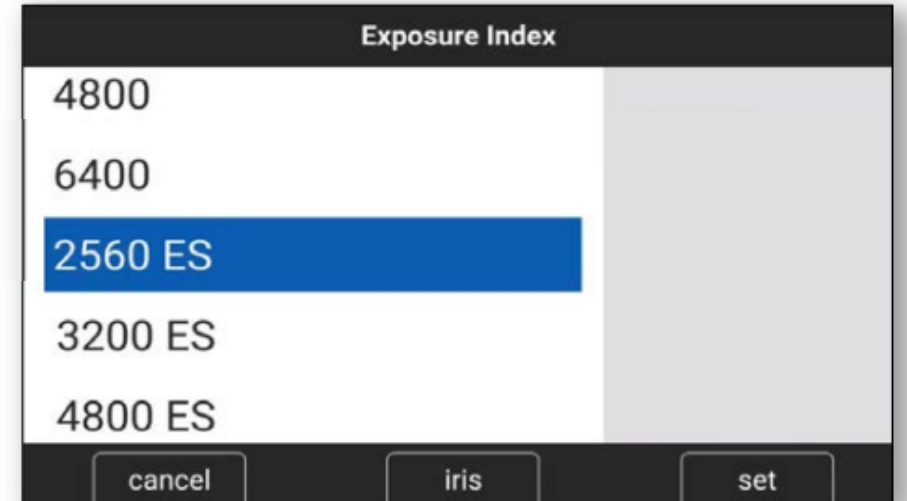 Exposure Index
4800
6400
2560 ES
3200 ES
4800 ES
cancel iris set